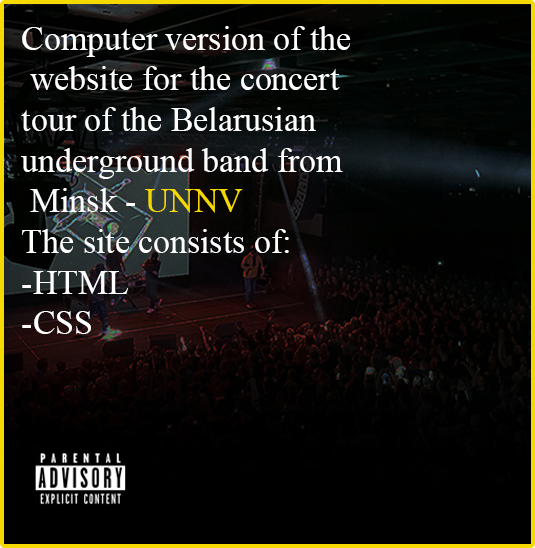 Computer version of the
website for the concert
tour of the Belarusian
underground band from
Minsk - UNNV
The site consists of:
-HTML
-CSS
PARENTAL
ADVISORY
EXPLICIT CONTENT